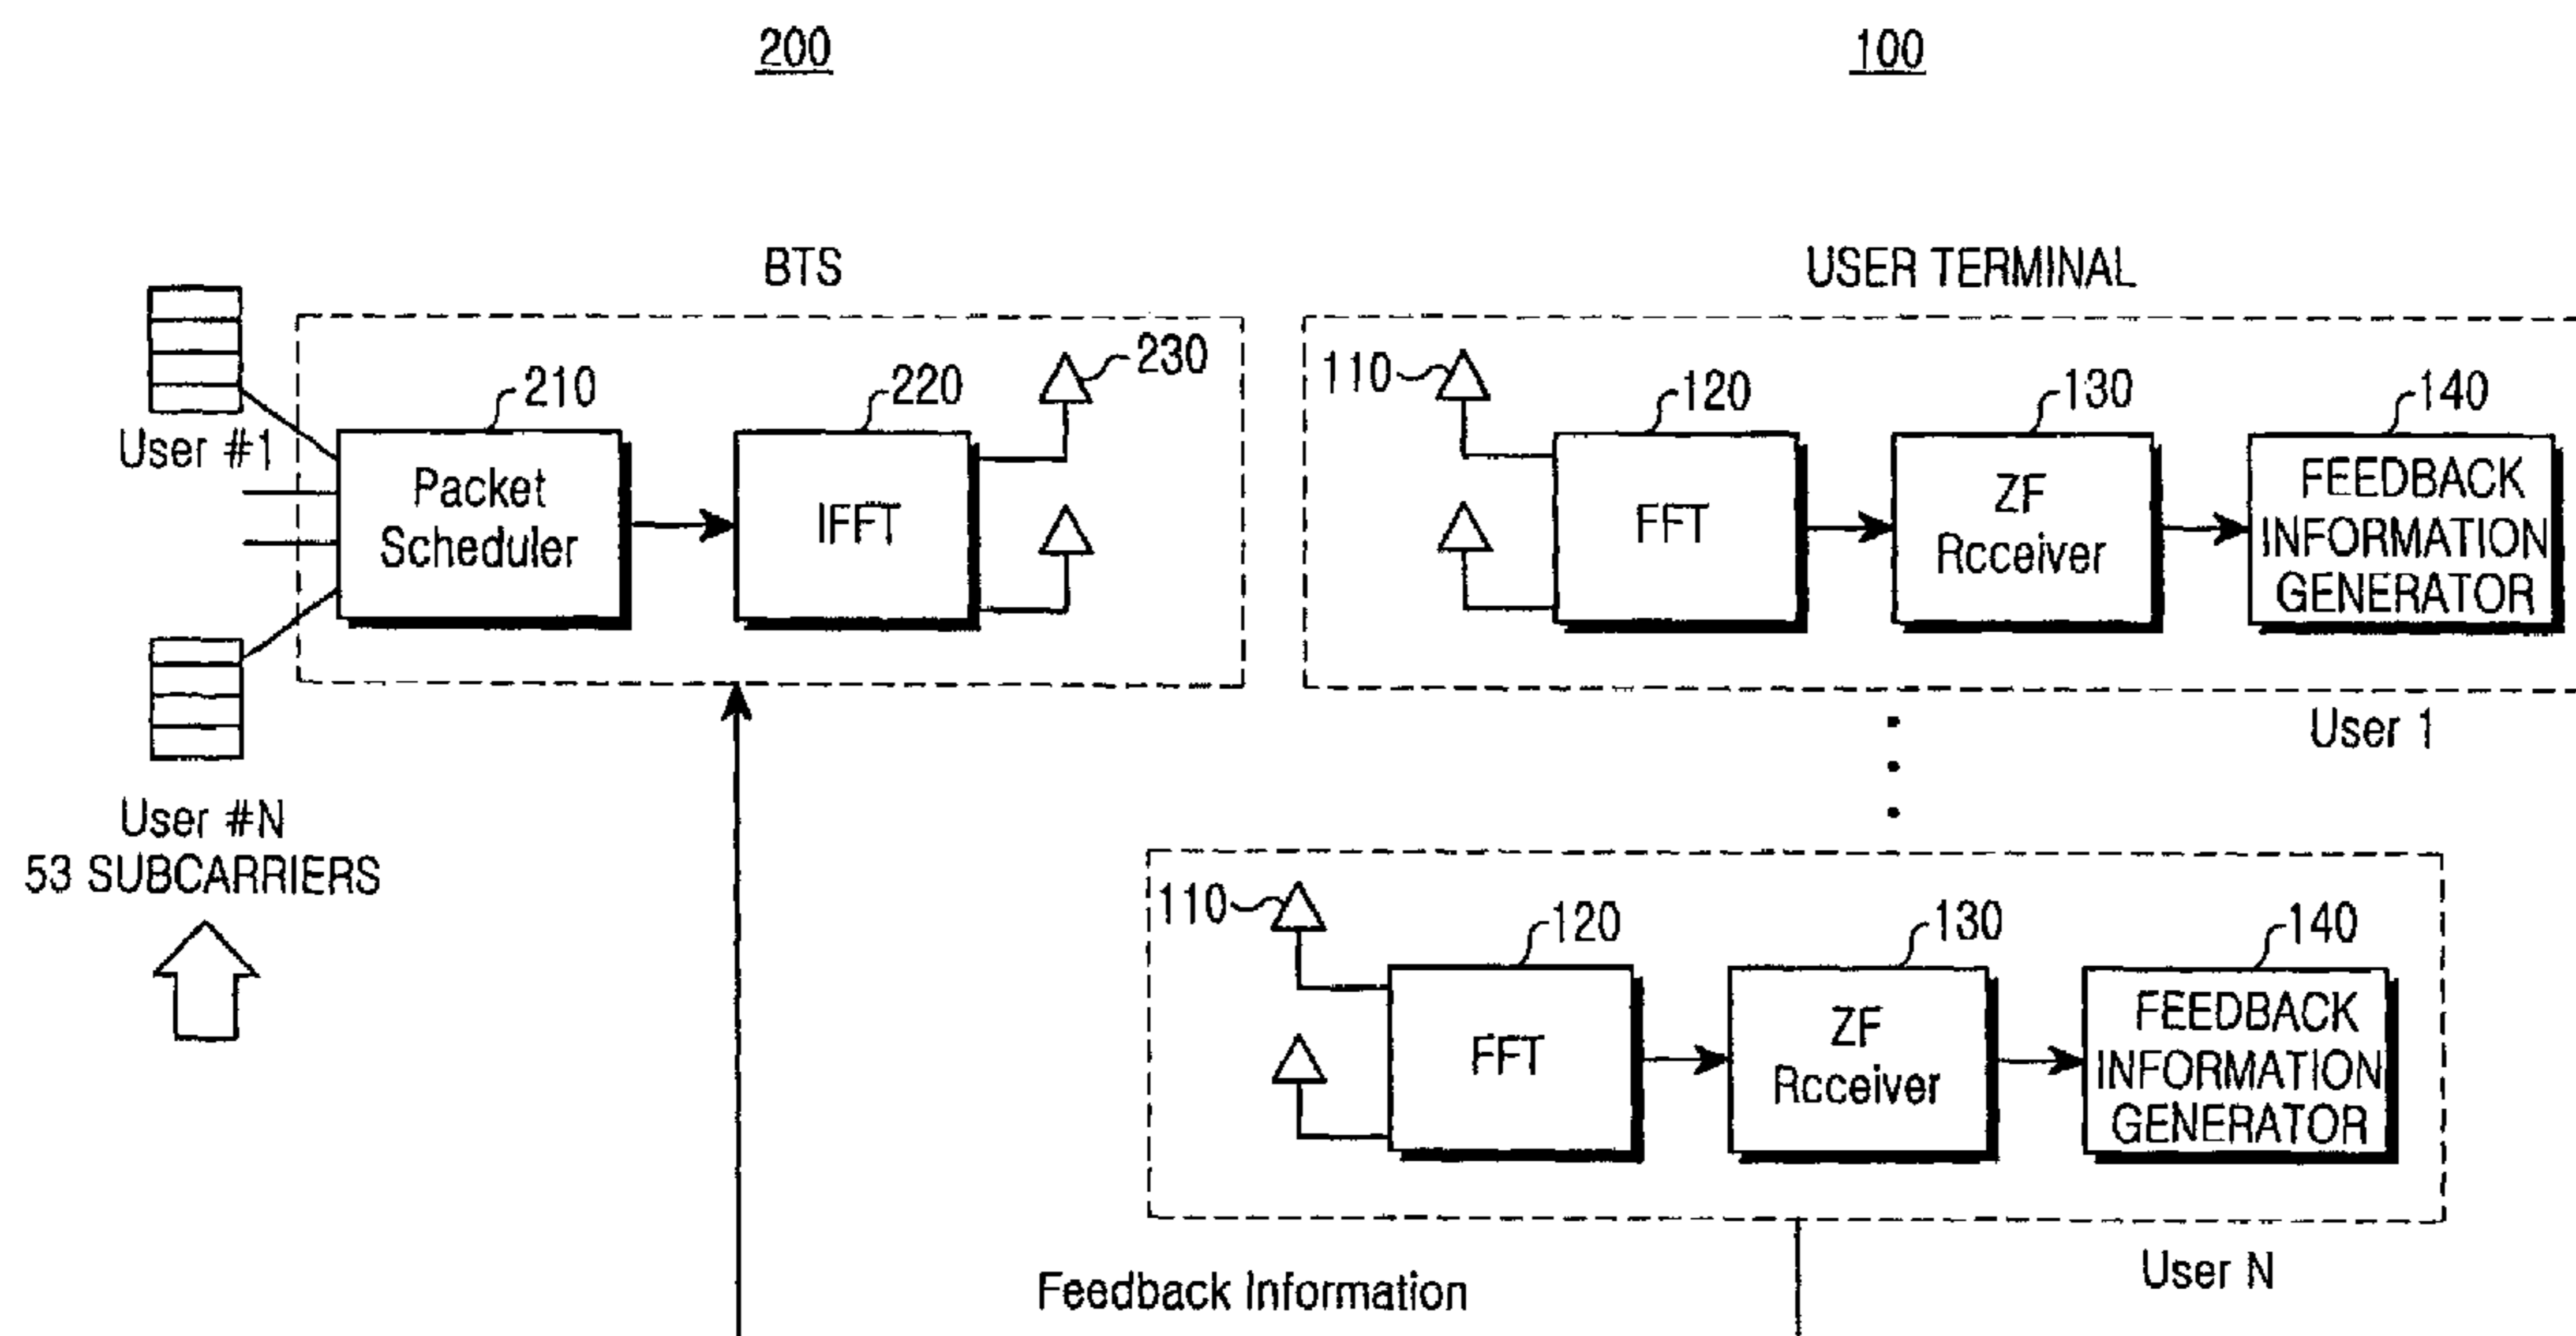 200
100
BTS
USER TERMINAL
230
110
210
220
120
130
140
User #1
Packet
Scheduler
IFFT
FFT
ZF
Rcceiver
FEEDBACK
INFORMATION
GENERATOR
User 1
User #N
53 SUBCARRIERS
110
120
130
140
FFT
ZF
Rcceiver
FEEDBACK
INFORMATION
GENERATOR
User N
Feedback Information